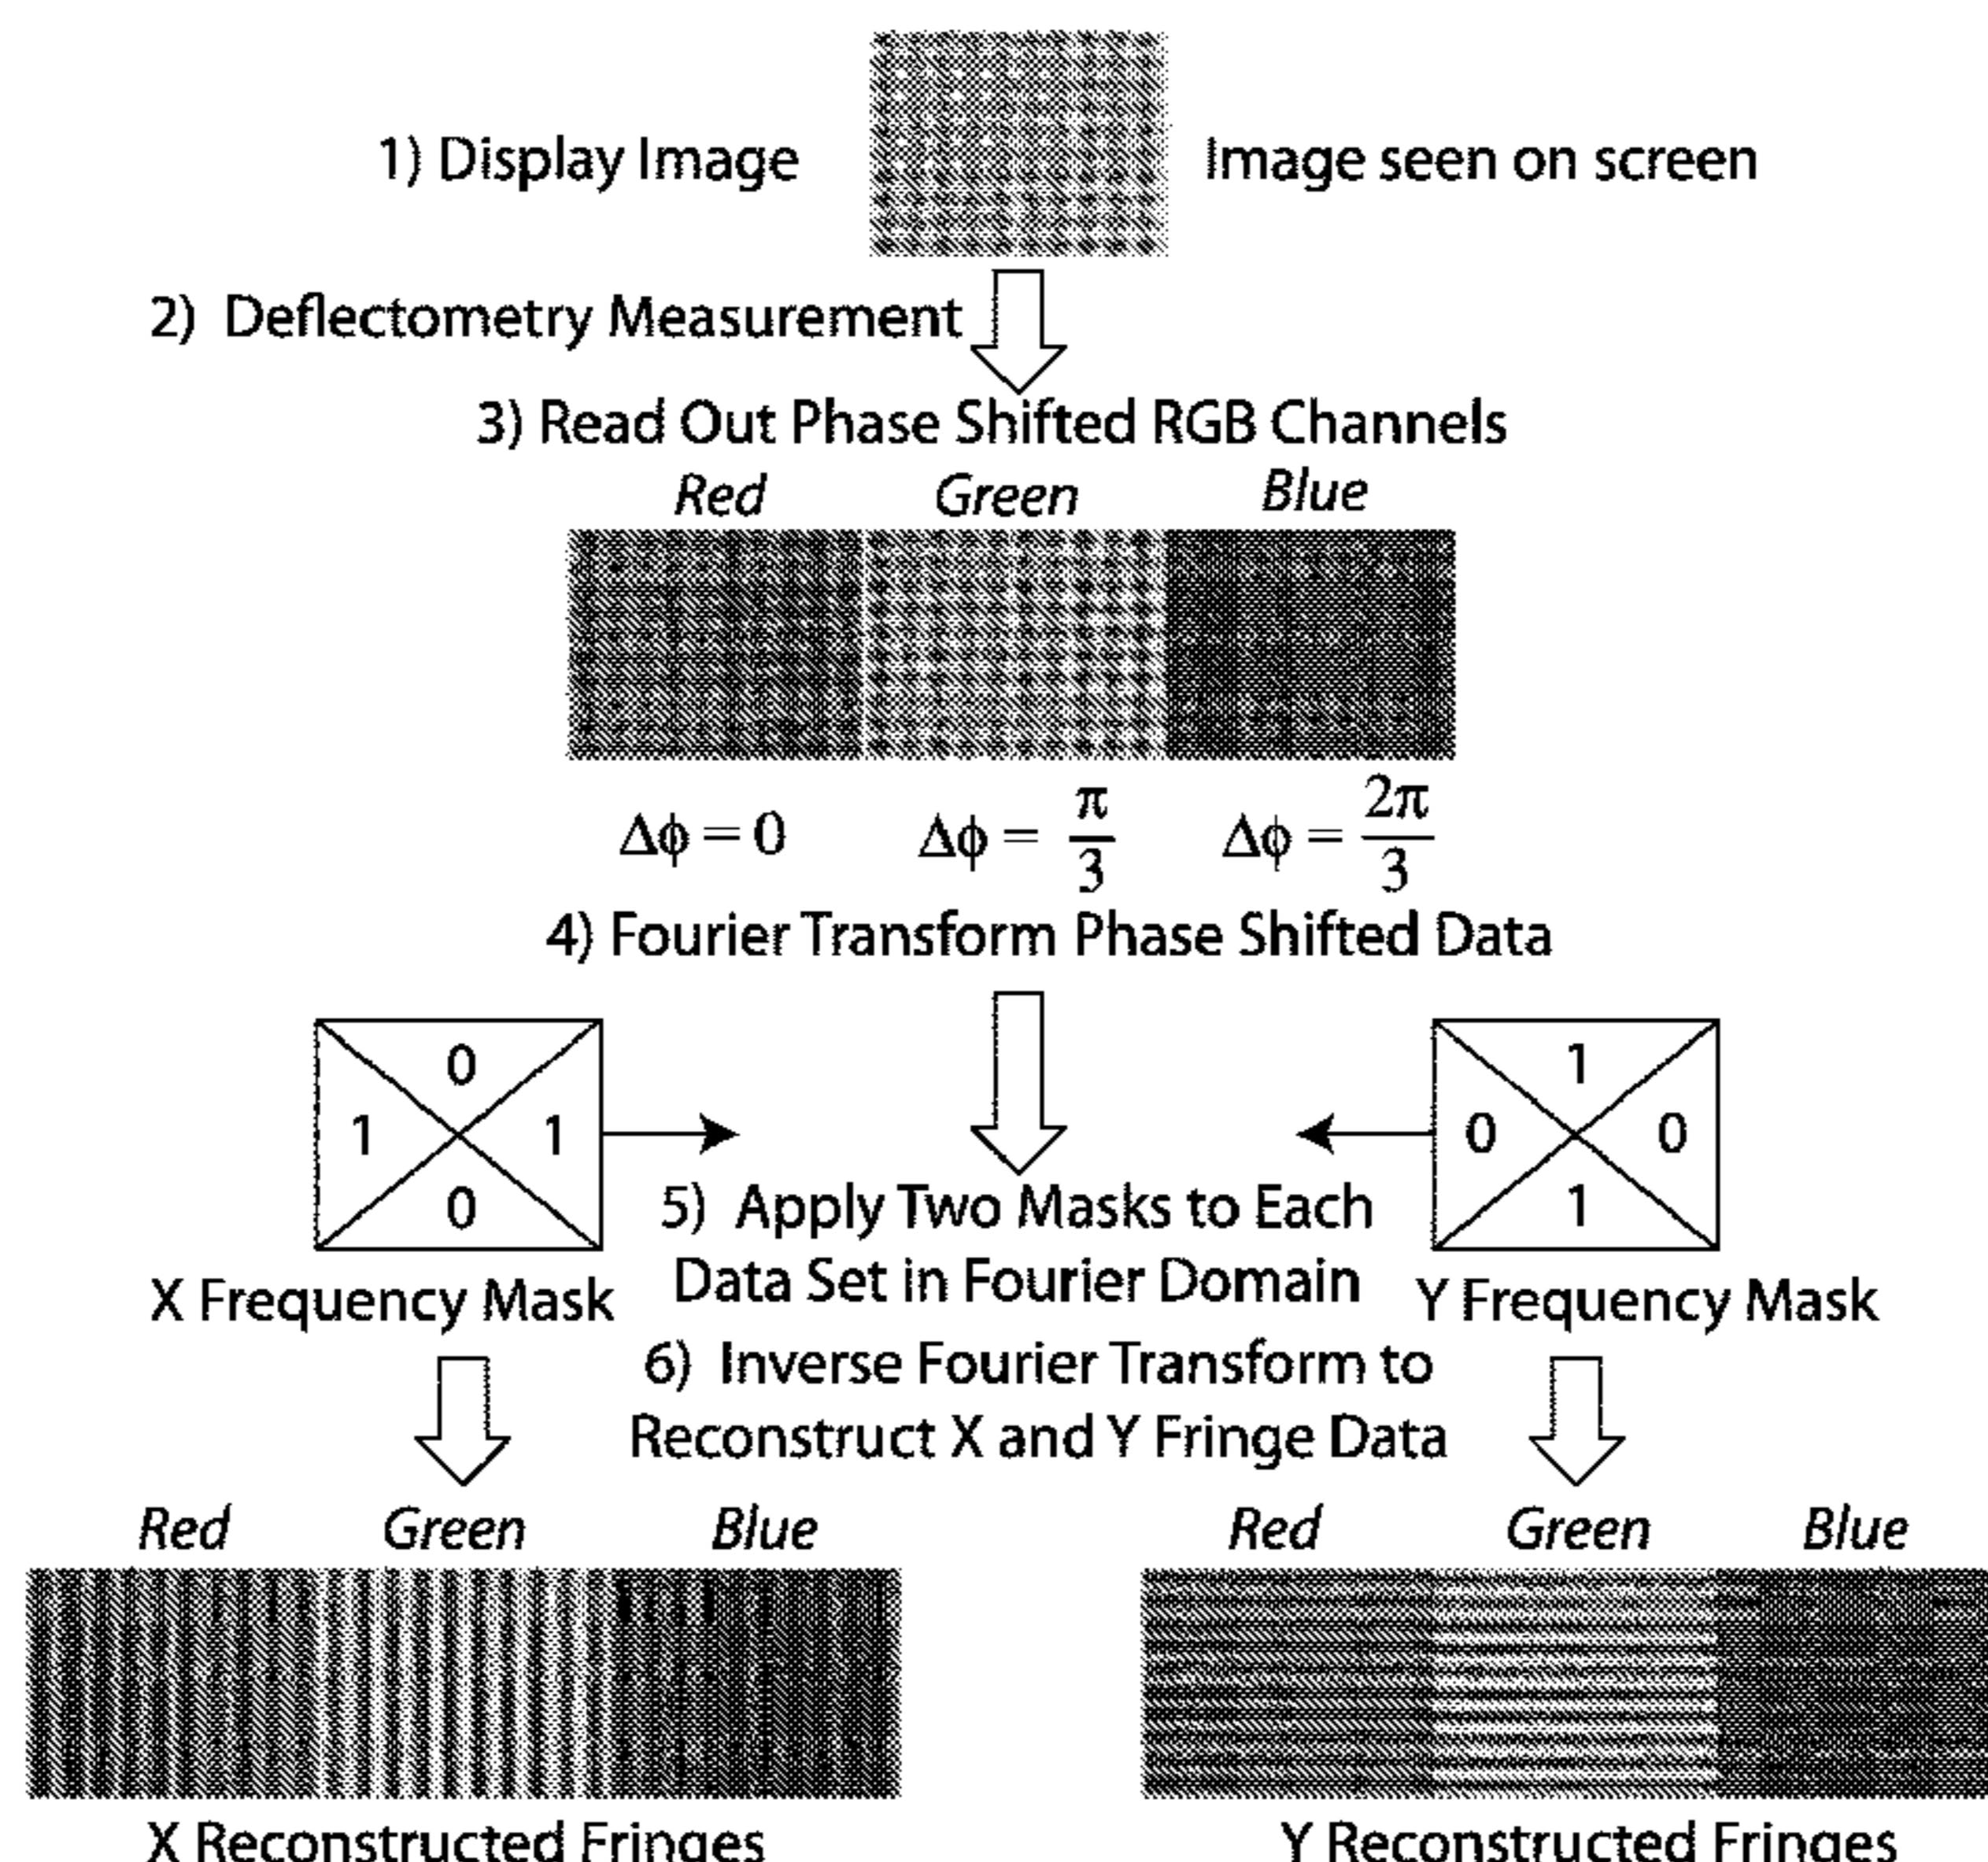 1) Display Image
Image seen on screen
2) Deflectometry Measurement
3) Read Out Phase Shifted RGB Channels
Red Green Blue
Δϕ = 0 Δϕ = π/3 Δϕ = 2π/3
4) Fourier Transform Phase Shifted Data
0
1 1
0
X Frequency Mask
1
0 0
1
Y Frequency Mask
5) Apply Two Masks to Each
Data Set in Fourier Domain
6) Inverse Fourier Transform to
Reconstruct X and Y Fringe Data
Red Green Blue
X Reconstructed Fringes
Red Green Blue
Y Reconstructed Fringes